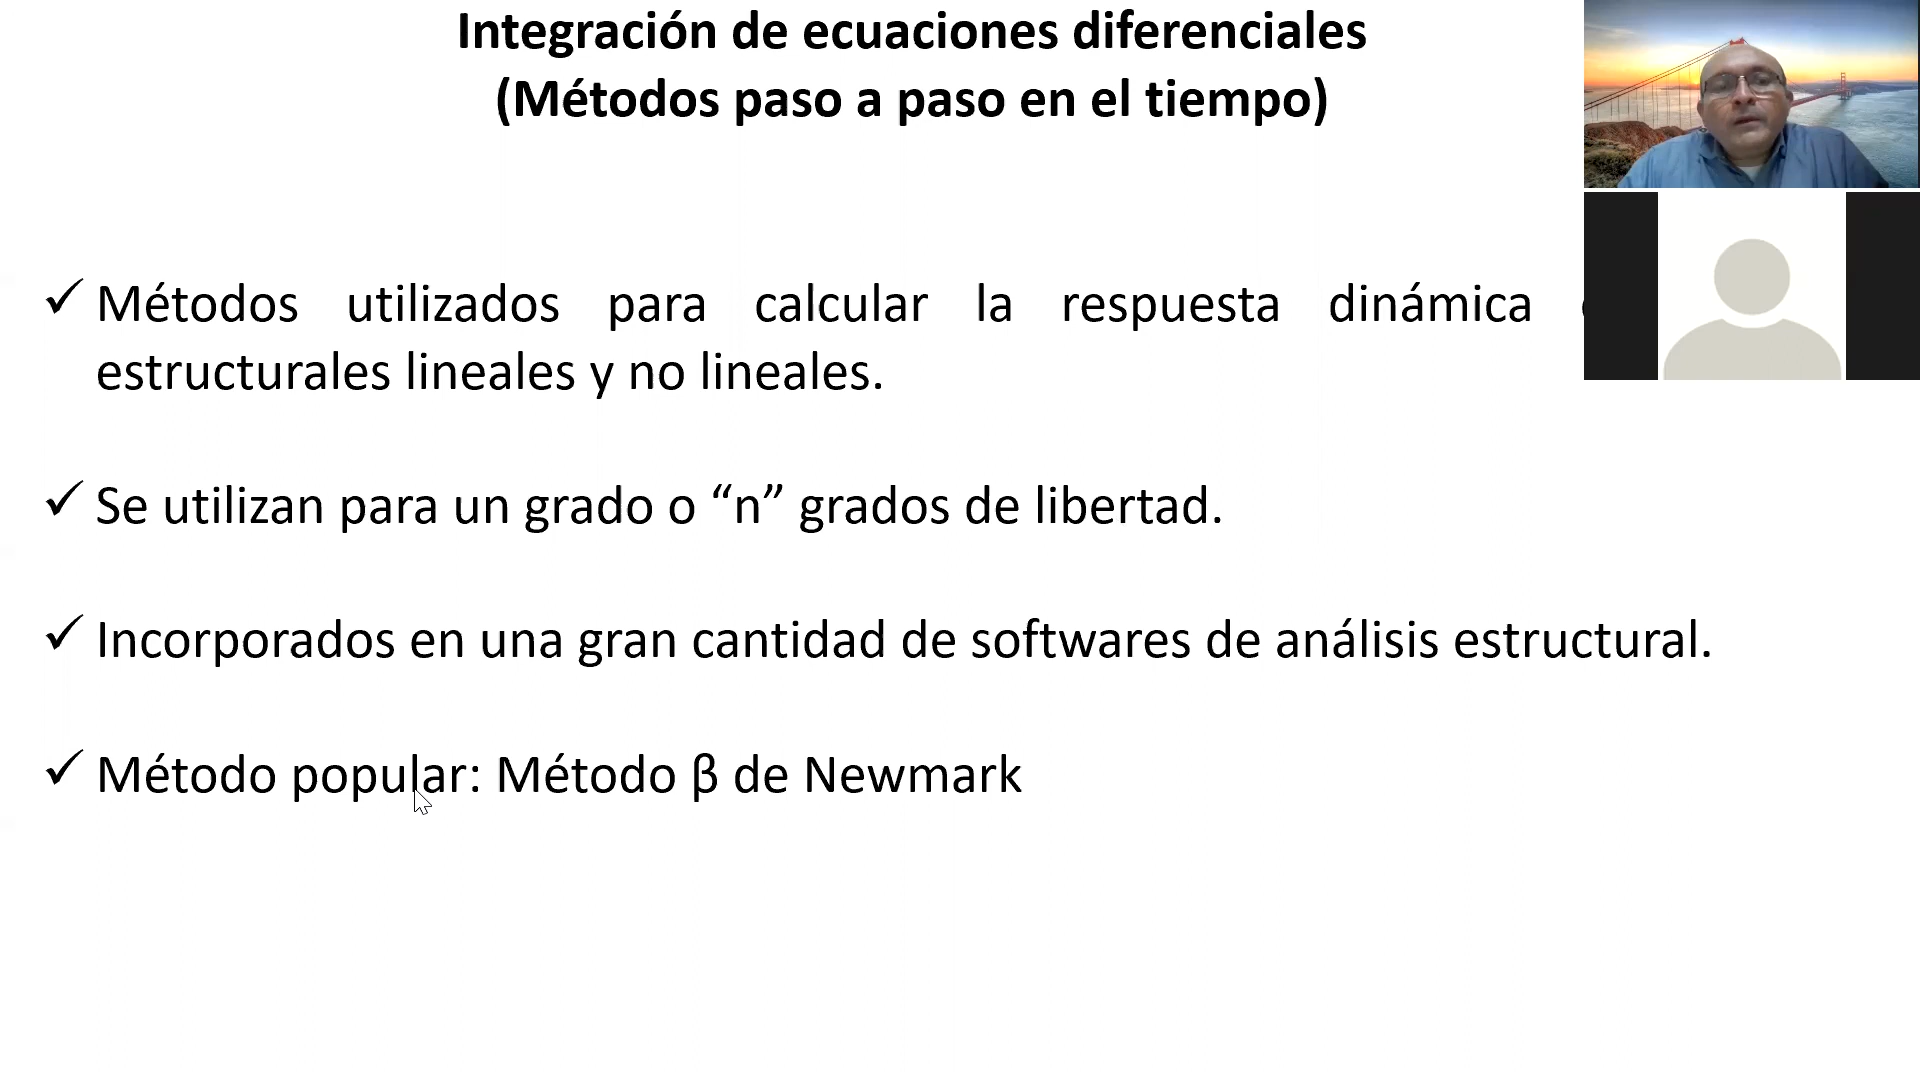 Integración de ecuaciones diferenciales
(Métodos paso a paso en el tiempo)
✓ Métodos utilizados para calcular la respuesta dinámica
estructurales lineales y no lineales.
✓ Se utilizan para un grado o “n” grados de libertad.
✓ Incorporados en una gran cantidad de softwares de análisis estructural.
✓ Método popular: Método β de Newmark